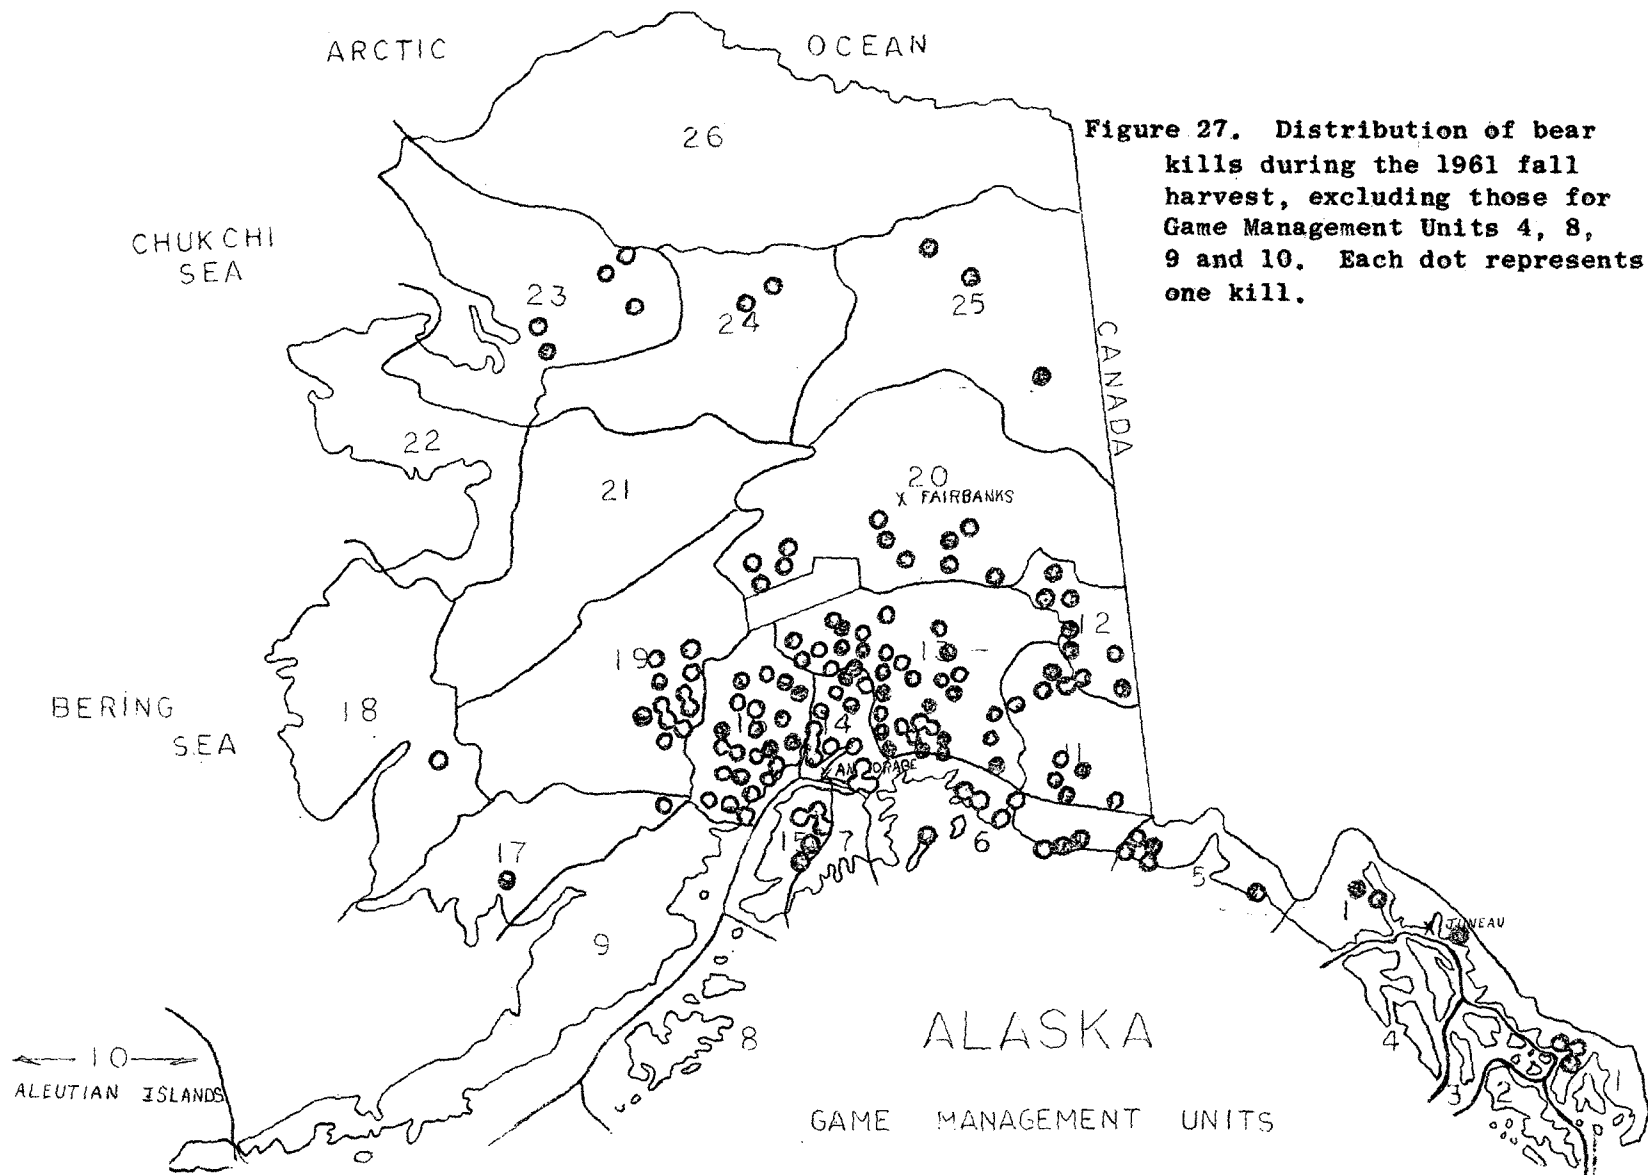 ARCTIC OCEAN
26
Figure 27. Distribution of bear
kills during the 1961 fall
harvest, excluding those for
Game Management Units 4, 8,
9 and 10. Each dot represents
one kill.
CHUKCHI
SEA
23
24
25
CANADA
22
21
20
X FAIRBANKS
19
12
13
BERING
SEA
18
14
11
17
15
7
6
5
1
JUNEAU
9
8
ALASKA
4
10
ALEUTIAN ISLANDS
3
2
1
GAME MANAGEMENT UNITS